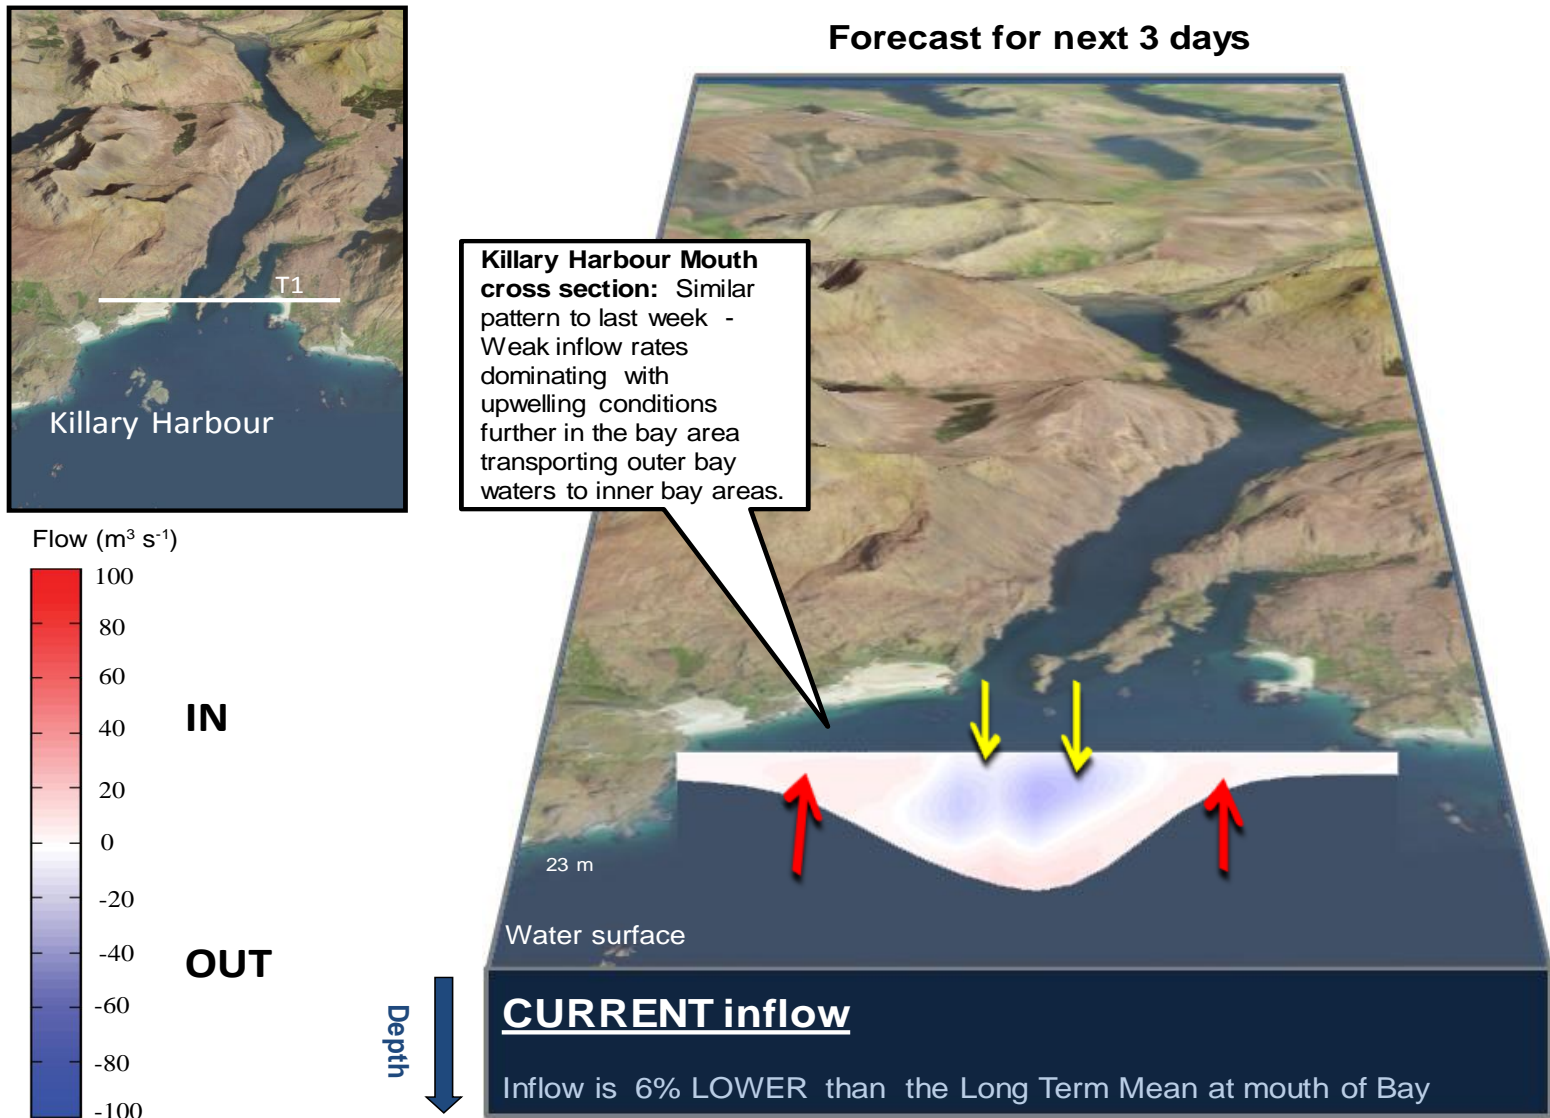 Forecast for next 3 days
T1
Killary Harbour
Killary Harbour Mouth
cross section: Similar
pattern to last week -
Weak inflow rates
dominating with
upwelling conditions
further in the bay area
transporting outer bay
waters to inner bay areas.
Flow (m³ s⁻¹)
100
80
60
40
20
0
-20
-40
-60
-80
-100
IN
OUT
Depth
23 m
Water surface
CURRENT inflow
Inflow is 6% LOWER than the Long Term Mean at mouth of Bay